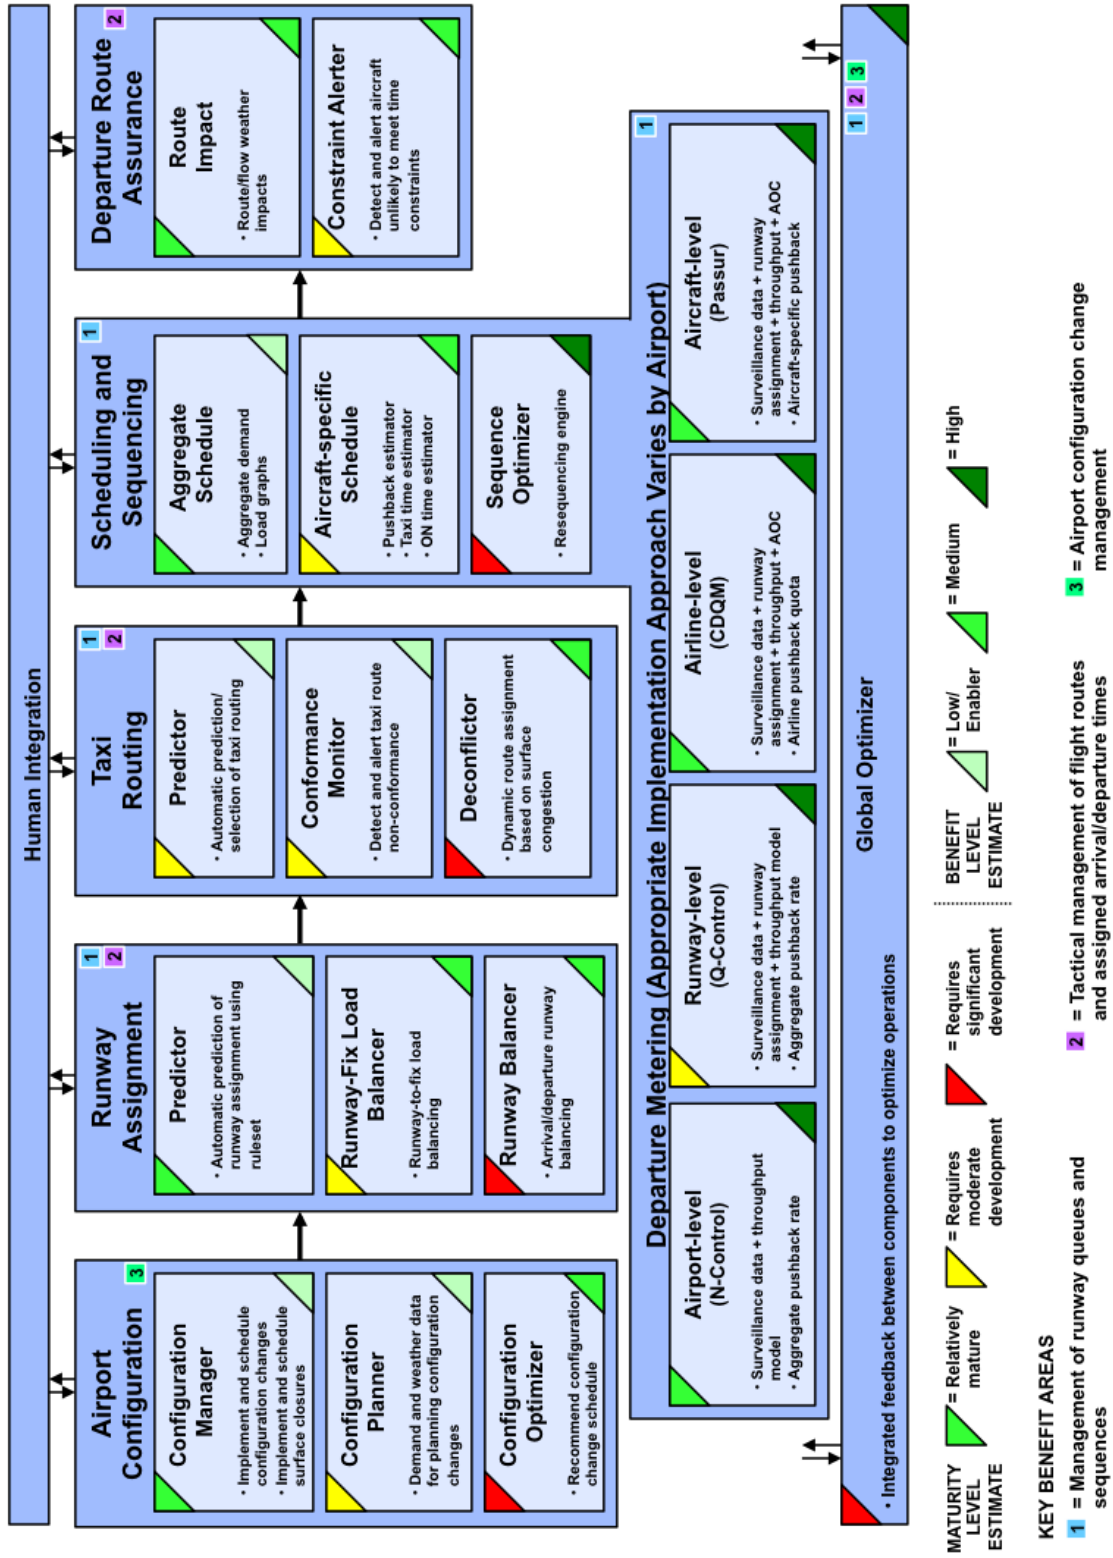 Human Integration
Airport
Configuration
3
Configuration
Manager
• Implement and schedule
configuration changes
• Implement and schedule
surface closures
Configuration
Planner
• Demand and weather data
for planning configuration
changes
Configuration
Optimizer
• Recommend configuration
change schedule
Runway
Assignment
1
2
Predictor
• Automatic prediction of
runway assignment using
ruleset
Runway-Fix Load
Balancer
• Runway-to-fix load
balancing
Runway Balancer
• Arrival/departure runway
balancing
Taxi
Routing
1
2
Predictor
• Automatic prediction/
selection of taxi routing
Conformance
Monitor
• Detect and alert taxi route
non-conformance
Deconflictor
• Dynamic route assignment
based on surface
congestion
Scheduling and
Sequencing
1
Aggregate
Schedule
• Aggregate demand
• Load graphs
Aircraft-specific
Schedule
• Pushback estimator
• Taxi time estimator
• ON time estimator
Sequence
Optimizer
• Resequencing engine
Departure Route
Assurance
2
Route
Impact
• Route/flow weather
impacts
Constraint Alerter
• Detect and alert aircraft
unlikely to meet time
constraints
Departure Metering (Appropriate Implementation Approach Varies by Airport)
1
Airport-level
(N-Control)
• Surveillance data + throughput
model
• Aggregate pushback rate
Runway-level
(Q-Control)
• Surveillance data + runway
assignment + throughput model
• Aggregate pushback rate
Airline-level
(CDQM)
• Surveillance data + runway
assignment + throughput + AOC
• Airline pushback quota
Aircraft-level
(Passur)
• Surveillance data + runway
assignment + throughput + AOC
• Aircraft-specific pushback
Global Optimizer
1 2 3
• Integrated feedback between components to optimize operations
MATURITY
LEVEL
ESTIMATE
= Relatively
mature
= Requires
moderate
development
= Requires
significant
development
BENEFIT
LEVEL
ESTIMATE
= Low/
Enabler
= Medium
= High
KEY BENEFIT AREAS
1 = Management of runway queues and
sequences
2 = Tactical management of flight routes
and assigned arrival/departure times
3 = Airport configuration change
management